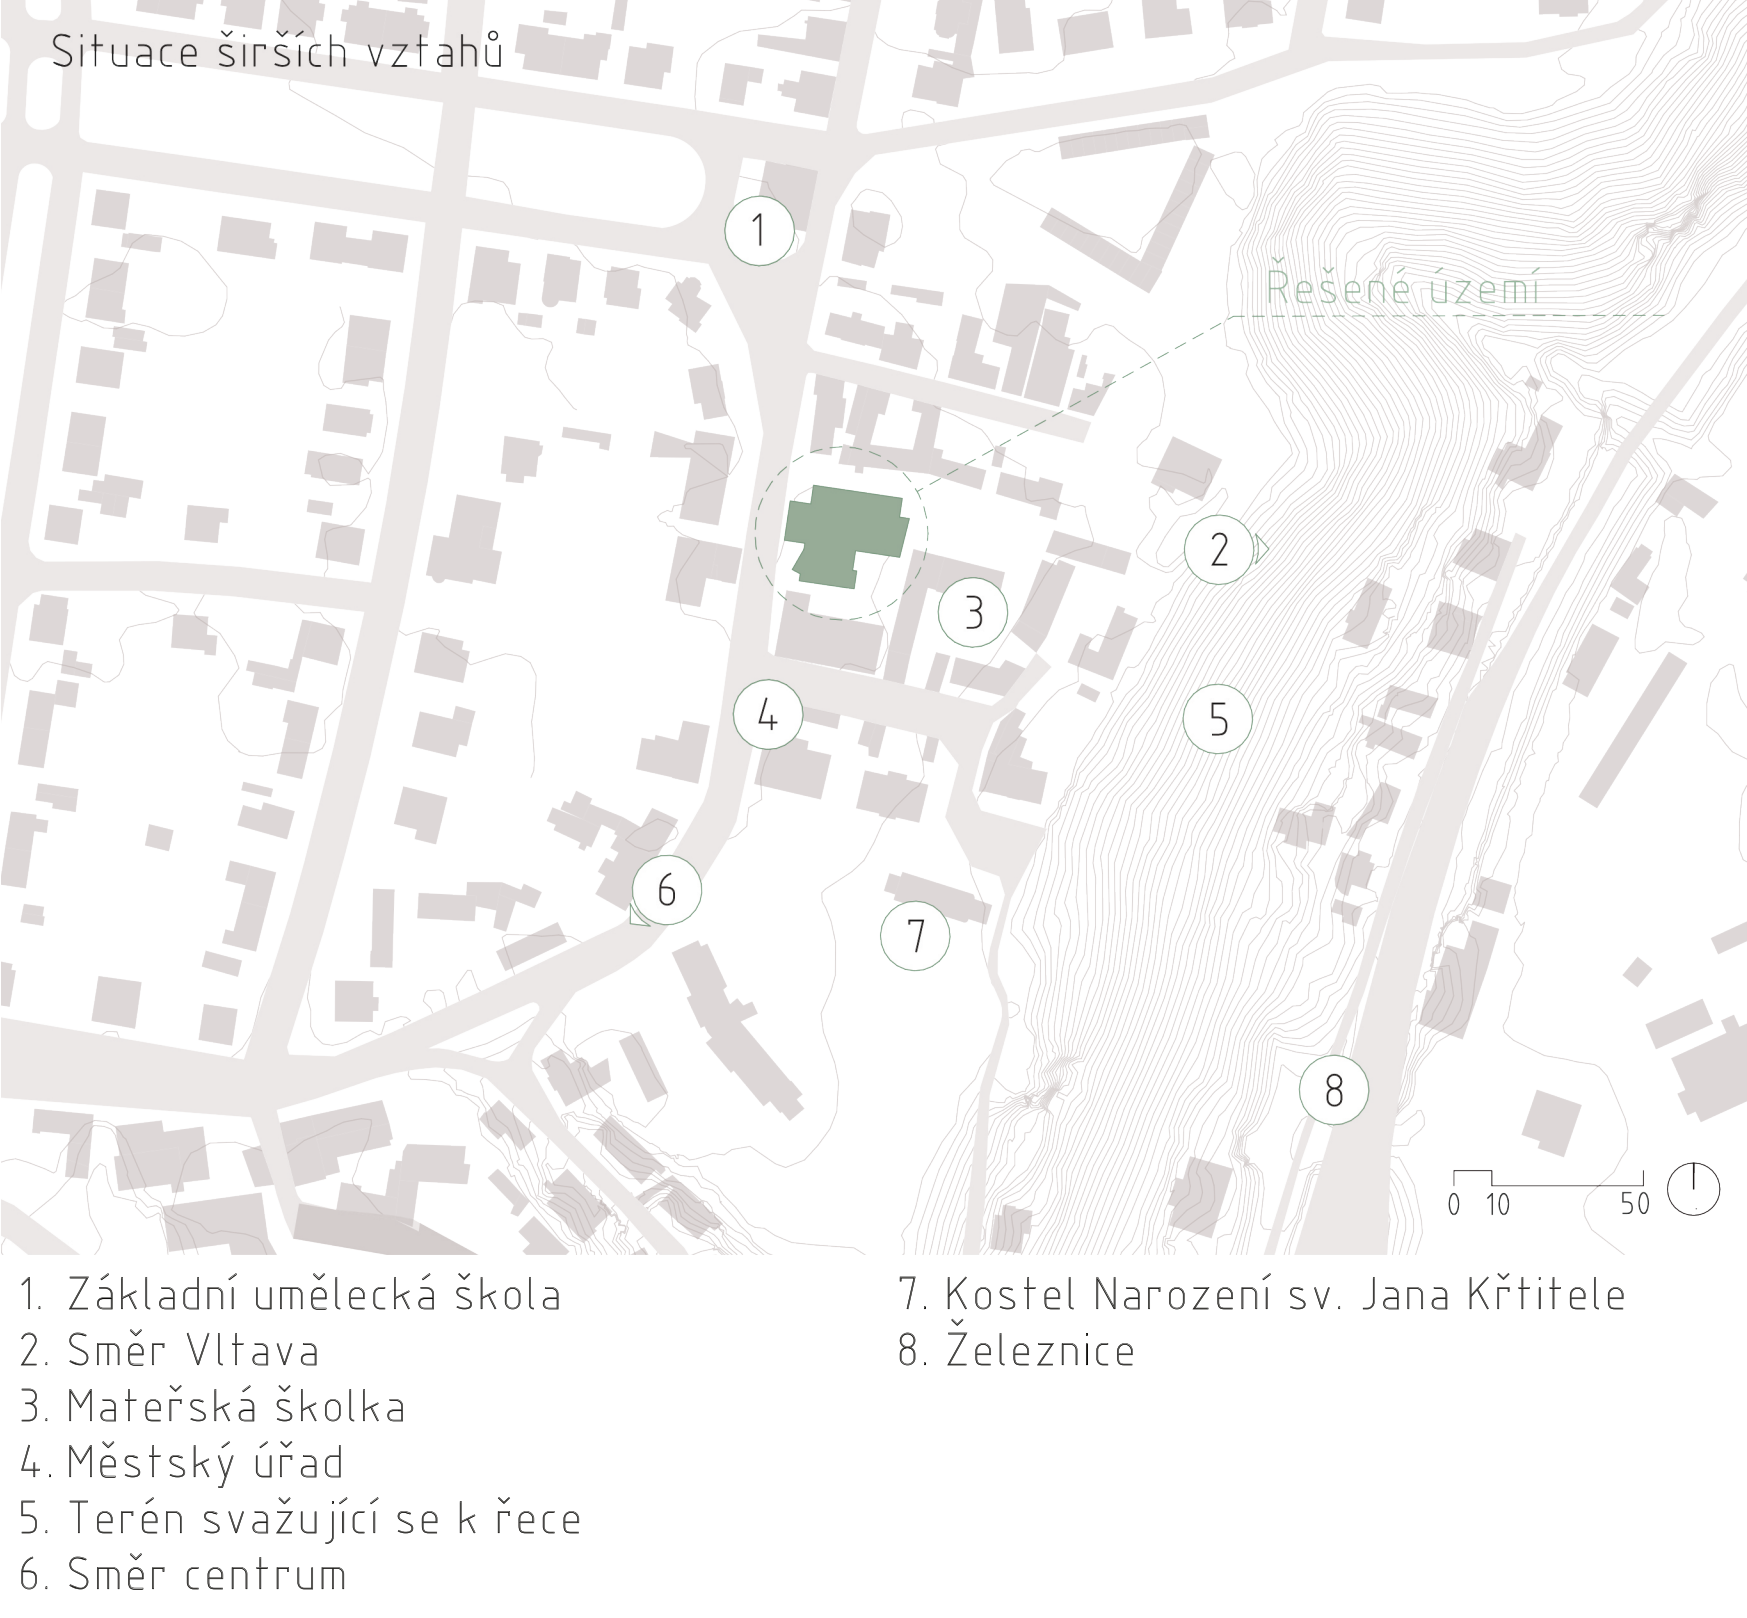 Situace širších vztahů
1
Řešené území
2
3
4
5
6
7
8
0 10 50
1. Základní umělecká škola
2. Směr Vltava
3. Mateřská školka
4. Městský úřad
5. Terén svažující se k řece
6. Směr centrum
7. Kostel Narození sv. Jana Křtitele
8. Železnice